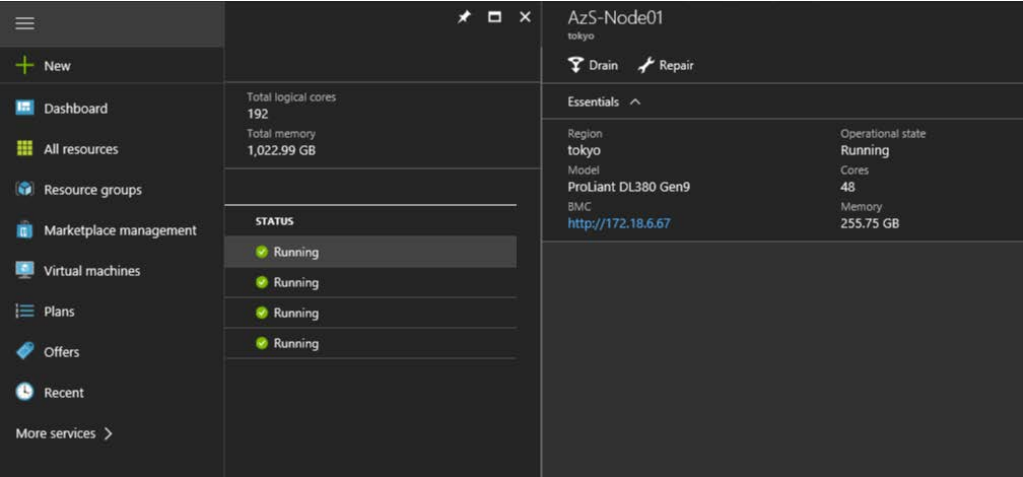 New
Dashboard
All resources
Resource groups
Marketplace management
Virtual machines
Plans
Offers
Recent
More services
Total logical cores
192
Total memory
1,022.99 GB
STATUS
Running
Running
Running
Running
AzS-Node01
tokyo
Drain Repair
Essentials
Region
tokyo
Model
ProLiant DL380 Gen9
BMC
http://172.18.6.67
Operational state
Running
Cores
48
Memory
255.75 GB